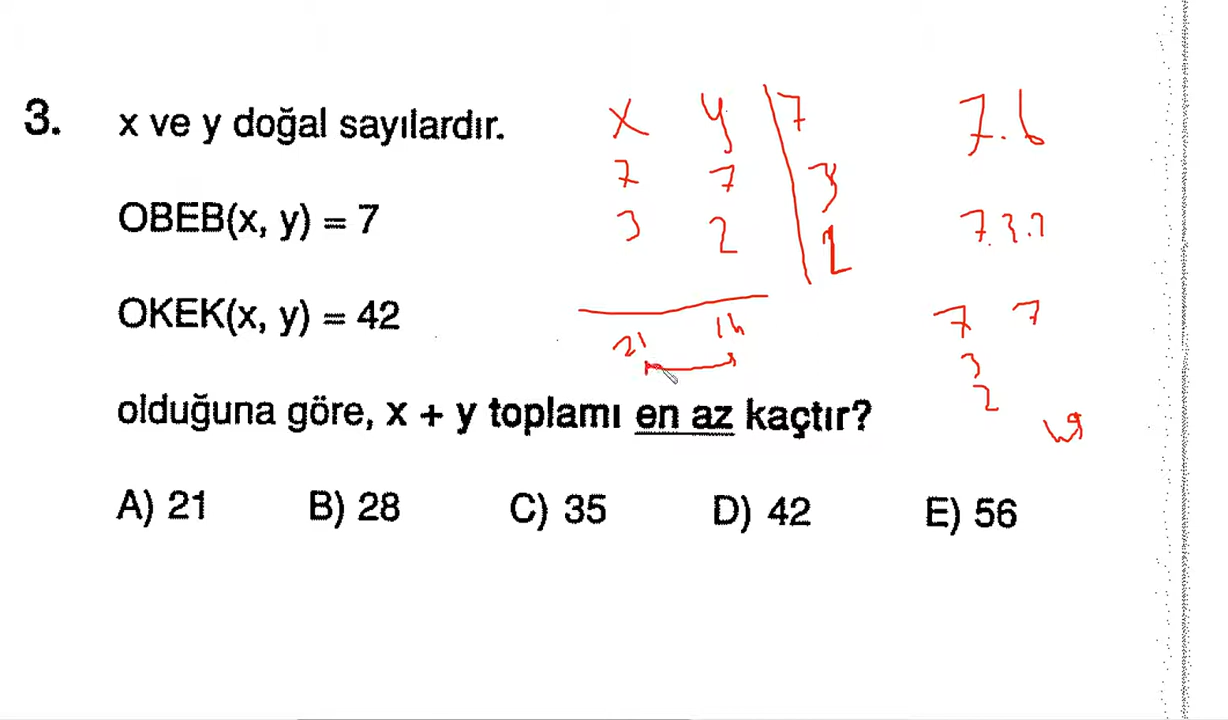 3. x ve y doğal sayılardır.
OBEB(x, y) = 7
OKEK(x, y) = 42
olduğuna göre, x + y toplamı en az kaçtır?
A) 21 B) 28 C) 35 D) 42 E) 56
x y 7
7 7 3
3 2 2
21 14
7.6
7.3.2
7 7
3
2
49